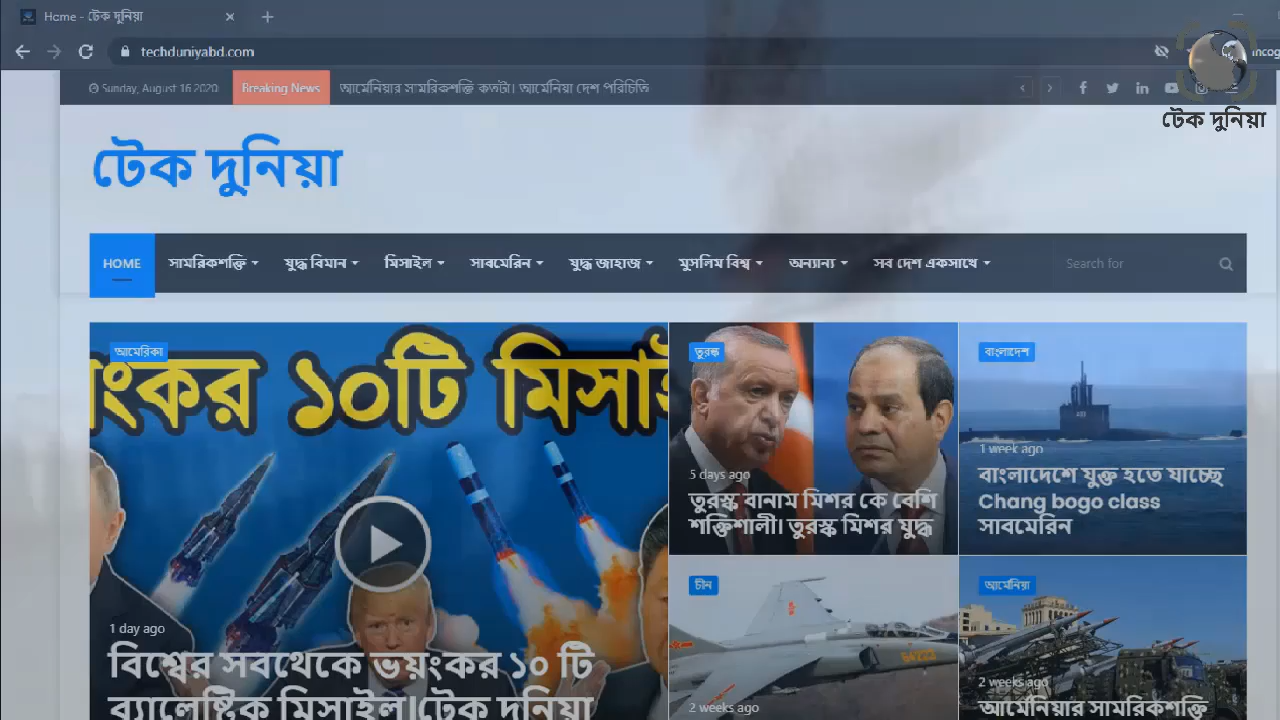 Home - টেক দুনিয়া
techduniyabd.com
Incog
Sunday, August 16 2020
Breaking News
আর্মেনিয়ার সামরিকশক্তি কতটা। আর্মেনিয়া দেশ পরিচিতি
টেক দুনিয়া
টেক দুনিয়া
HOME
সামরিকশক্তি
যুদ্ধ বিমান
মিসাইল
সাবমেরিন
যুদ্ধ জাহাজ
মুসলিম বিশ্ব
অন্যান্য
সব দেশ একসাথে
Search for
আমেরিকা
ংকর ১০টি মিসাই
1 day ago
বিশ্বের সবথেকে ভয়ংকর ১০ টি
ব্যালেষ্টিক মিসাইল।টেক দুনিয়া
তুরস্ক
5 days ago
তুরস্ক বানাম মিশর কে বেশি
শক্তিশালী। তুরস্ক মিশর যুদ্ধ
বাংলাদেশ
1 week ago
বাংলাদেশে যুক্ত হতে যাচ্ছে
Chang bogo class
সাবমেরিন
চীন
2 weeks ago
আর্মেনিয়া
2 weeks ago
আর্মেনিয়ার সামরিকশক্তি